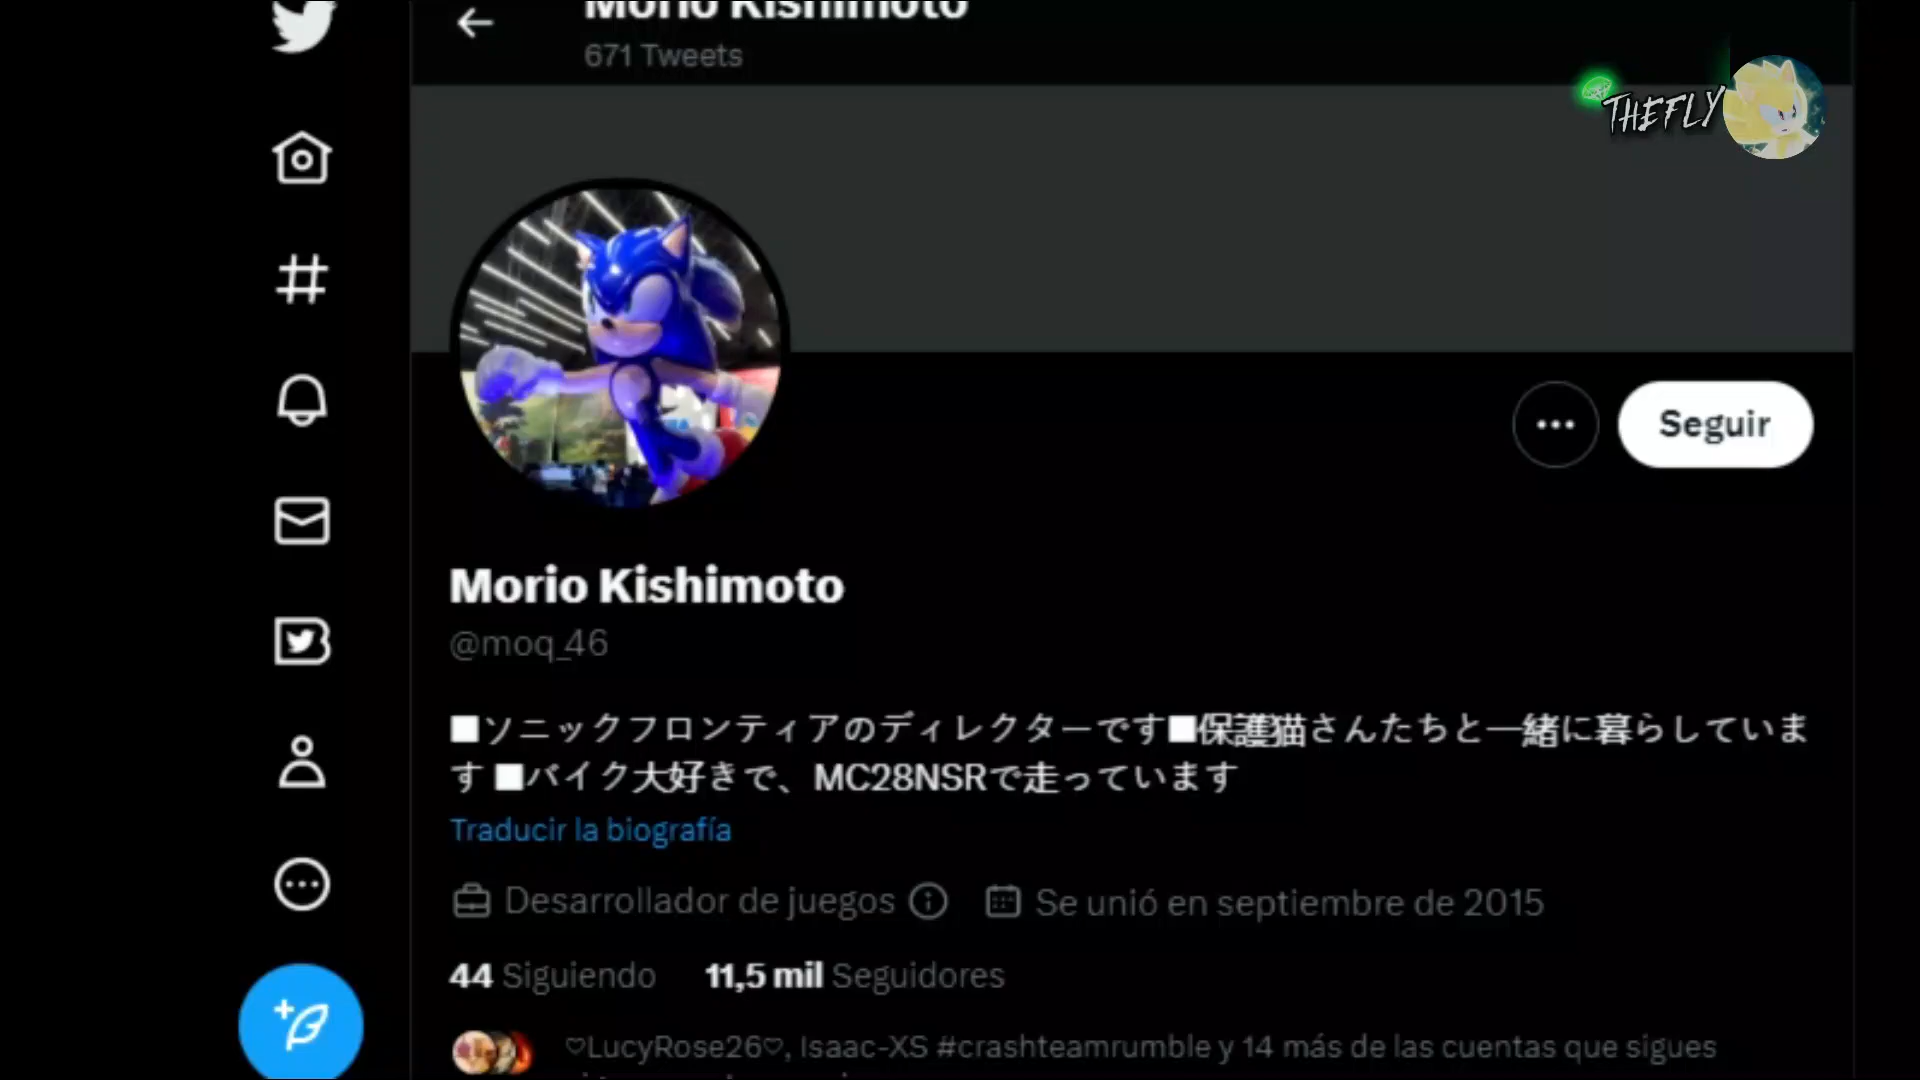 Morio Kishimoto
671 Tweets
THEFLY
Seguir
Morio Kishimoto
@moq_46
■ソニックフロンティアのディレクターです■保護猫さんたちと一緒に暮らしていま
す ■バイク大好きで、MC28NSRで走っています
Traducir la biografía
Desarrollador de juegos
Se unió en septiembre de 2015
44 Siguiendo 11,5 mil Seguidores
♡LucyRose26♡, Isaac-XS #crashteamrumble y 14 más de las cuentas que sigues